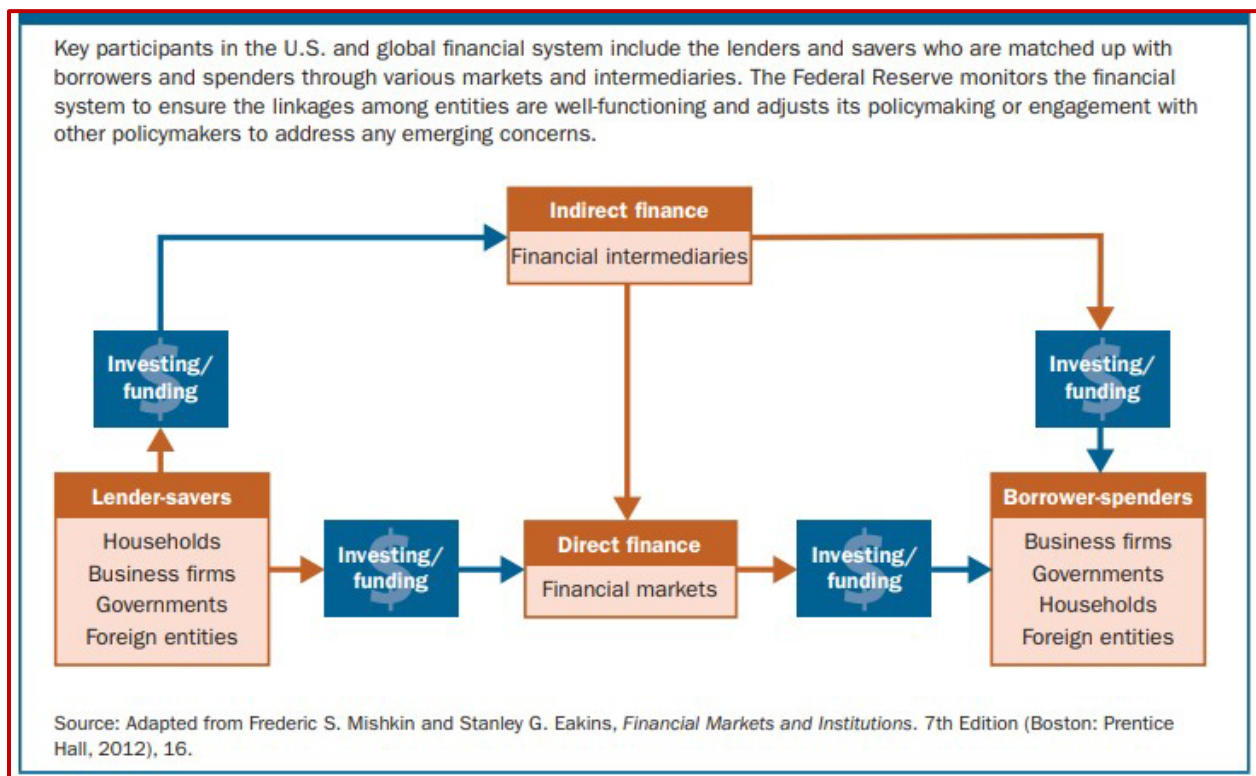 Key participants in the U.S. and global financial system include the lenders and savers who are matched up with
borrowers and spenders through various markets and intermediaries. The Federal Reserve monitors the financial
system to ensure the linkages among entities are well-functioning and adjusts its policymaking or engagement with
other policymakers to address any emerging concerns.
Indirect finance
Financial intermediaries
Investing/
funding
Investing/
funding
Lender-savers
Households
Business firms
Governments
Foreign entities
Investing/
funding
Direct finance
Financial markets
Investing/
funding
Borrower-spenders
Business firms
Governments
Households
Foreign entities
Source: Adapted from Frederic S. Mishkin and Stanley G. Eakins, Financial Markets and Institutions. 7th Edition (Boston: Prentice
Hall, 2012), 16.